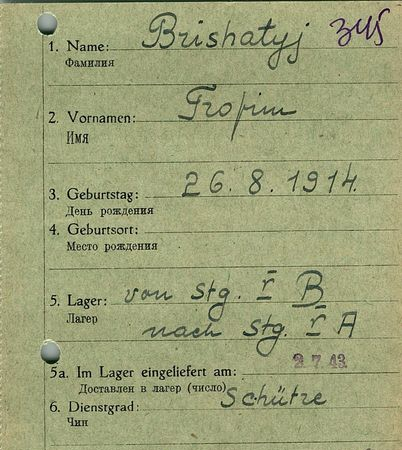 345
1. Name: Brishatyj
Фамилия
2. Vornamen: Trofim
Имя
3. Geburtstag: 26. 8. 1914.
День рождения
4. Geburtsort:
Место рождения
5. Lager: von Stg. I B
Лагер nach Stg. I A
5a. Im Lager eingeliefert am: 2.7.43
Доставлен в лагер (число)
6. Dienstgrad: Schütze
Чин